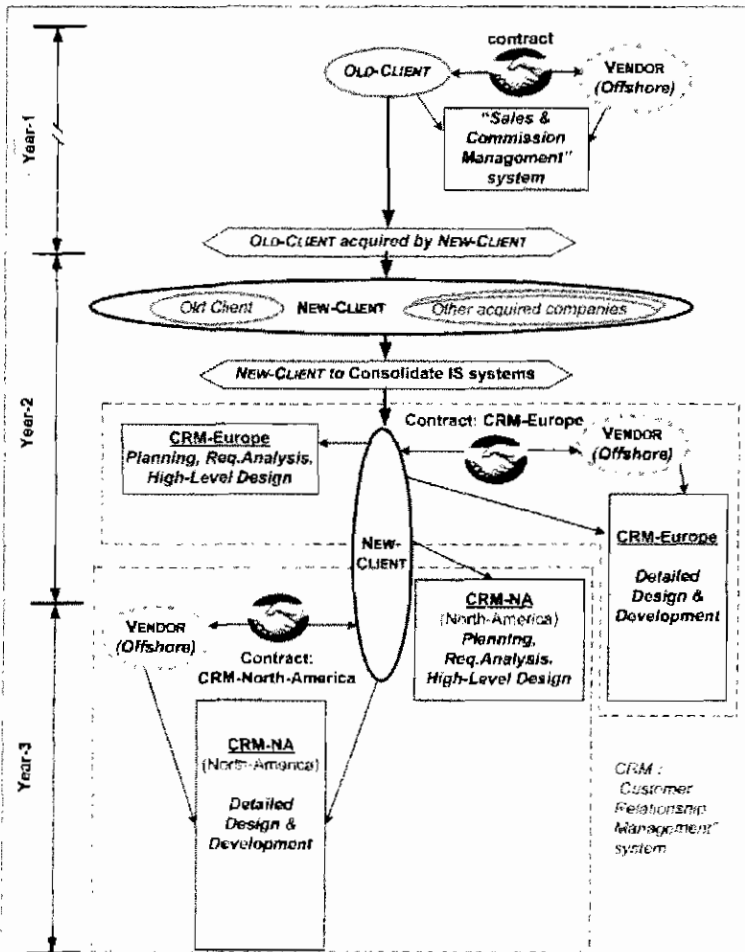 contract
OLD-CLIENT
VENDOR
(Offshore)
"Sales &
Commission
Management"
system
Year-1
OLD-CLIENT acquired by NEW-CLIENT
Old Client
NEW-CLIENT
Other acquired companies
NEW-CLIENT to Consolidate IS systems
Year-2
Contract: CRM-Europe
CRM-Europe
Planning, Req.Analysis,
High-Level Design
VENDOR
(Offshore)
NEW-
CLIENT
CRM-Europe
Detailed
Design &
Development
CRM-NA
(North-America)
Planning,
Req.Analysis,
High-Level Design
VENDOR
(Offshore)
Contract:
CRM-North-America
Year-3
CRM-NA
(North-America)
Detailed
Design &
Development
CRM :
Customer
Relationship
Management"
system